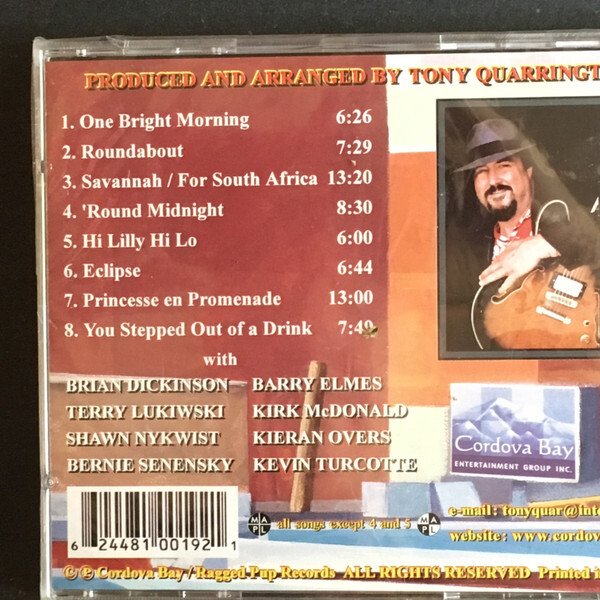 PRODUCED AND ARRANGED BY TONY QUARRINGT
1. One Bright Morning 6:26
2. Roundabout 7:29
3. Savannah / For South Africa 13:20
4. 'Round Midnight 8:30
5. Hi Lilly Hi Lo 6:00
6. Eclipse 6:44
7. Princesse en Promenade 13:00
8. You Stepped Out of a Drink 7:49
with
BRIAN DICKINSON BARRY ELMES
TERRY LUKIWSKI KIRK McDONALD
SHAWN NYKWIST KIERAN OVERS
BERNIE SENENSKY KEVIN TURCOTTE
Cordova Bay
ENTERTAINMENT GROUP INC.
MAPL all songs except 4 and 5 MAPL
e-mail: tonyquar@inte
website: www.cordov
6 24481 00192 1
© ℗ Cordova Bay / Ragged Pup Records ALL RIGHTS RESERVED Printed in